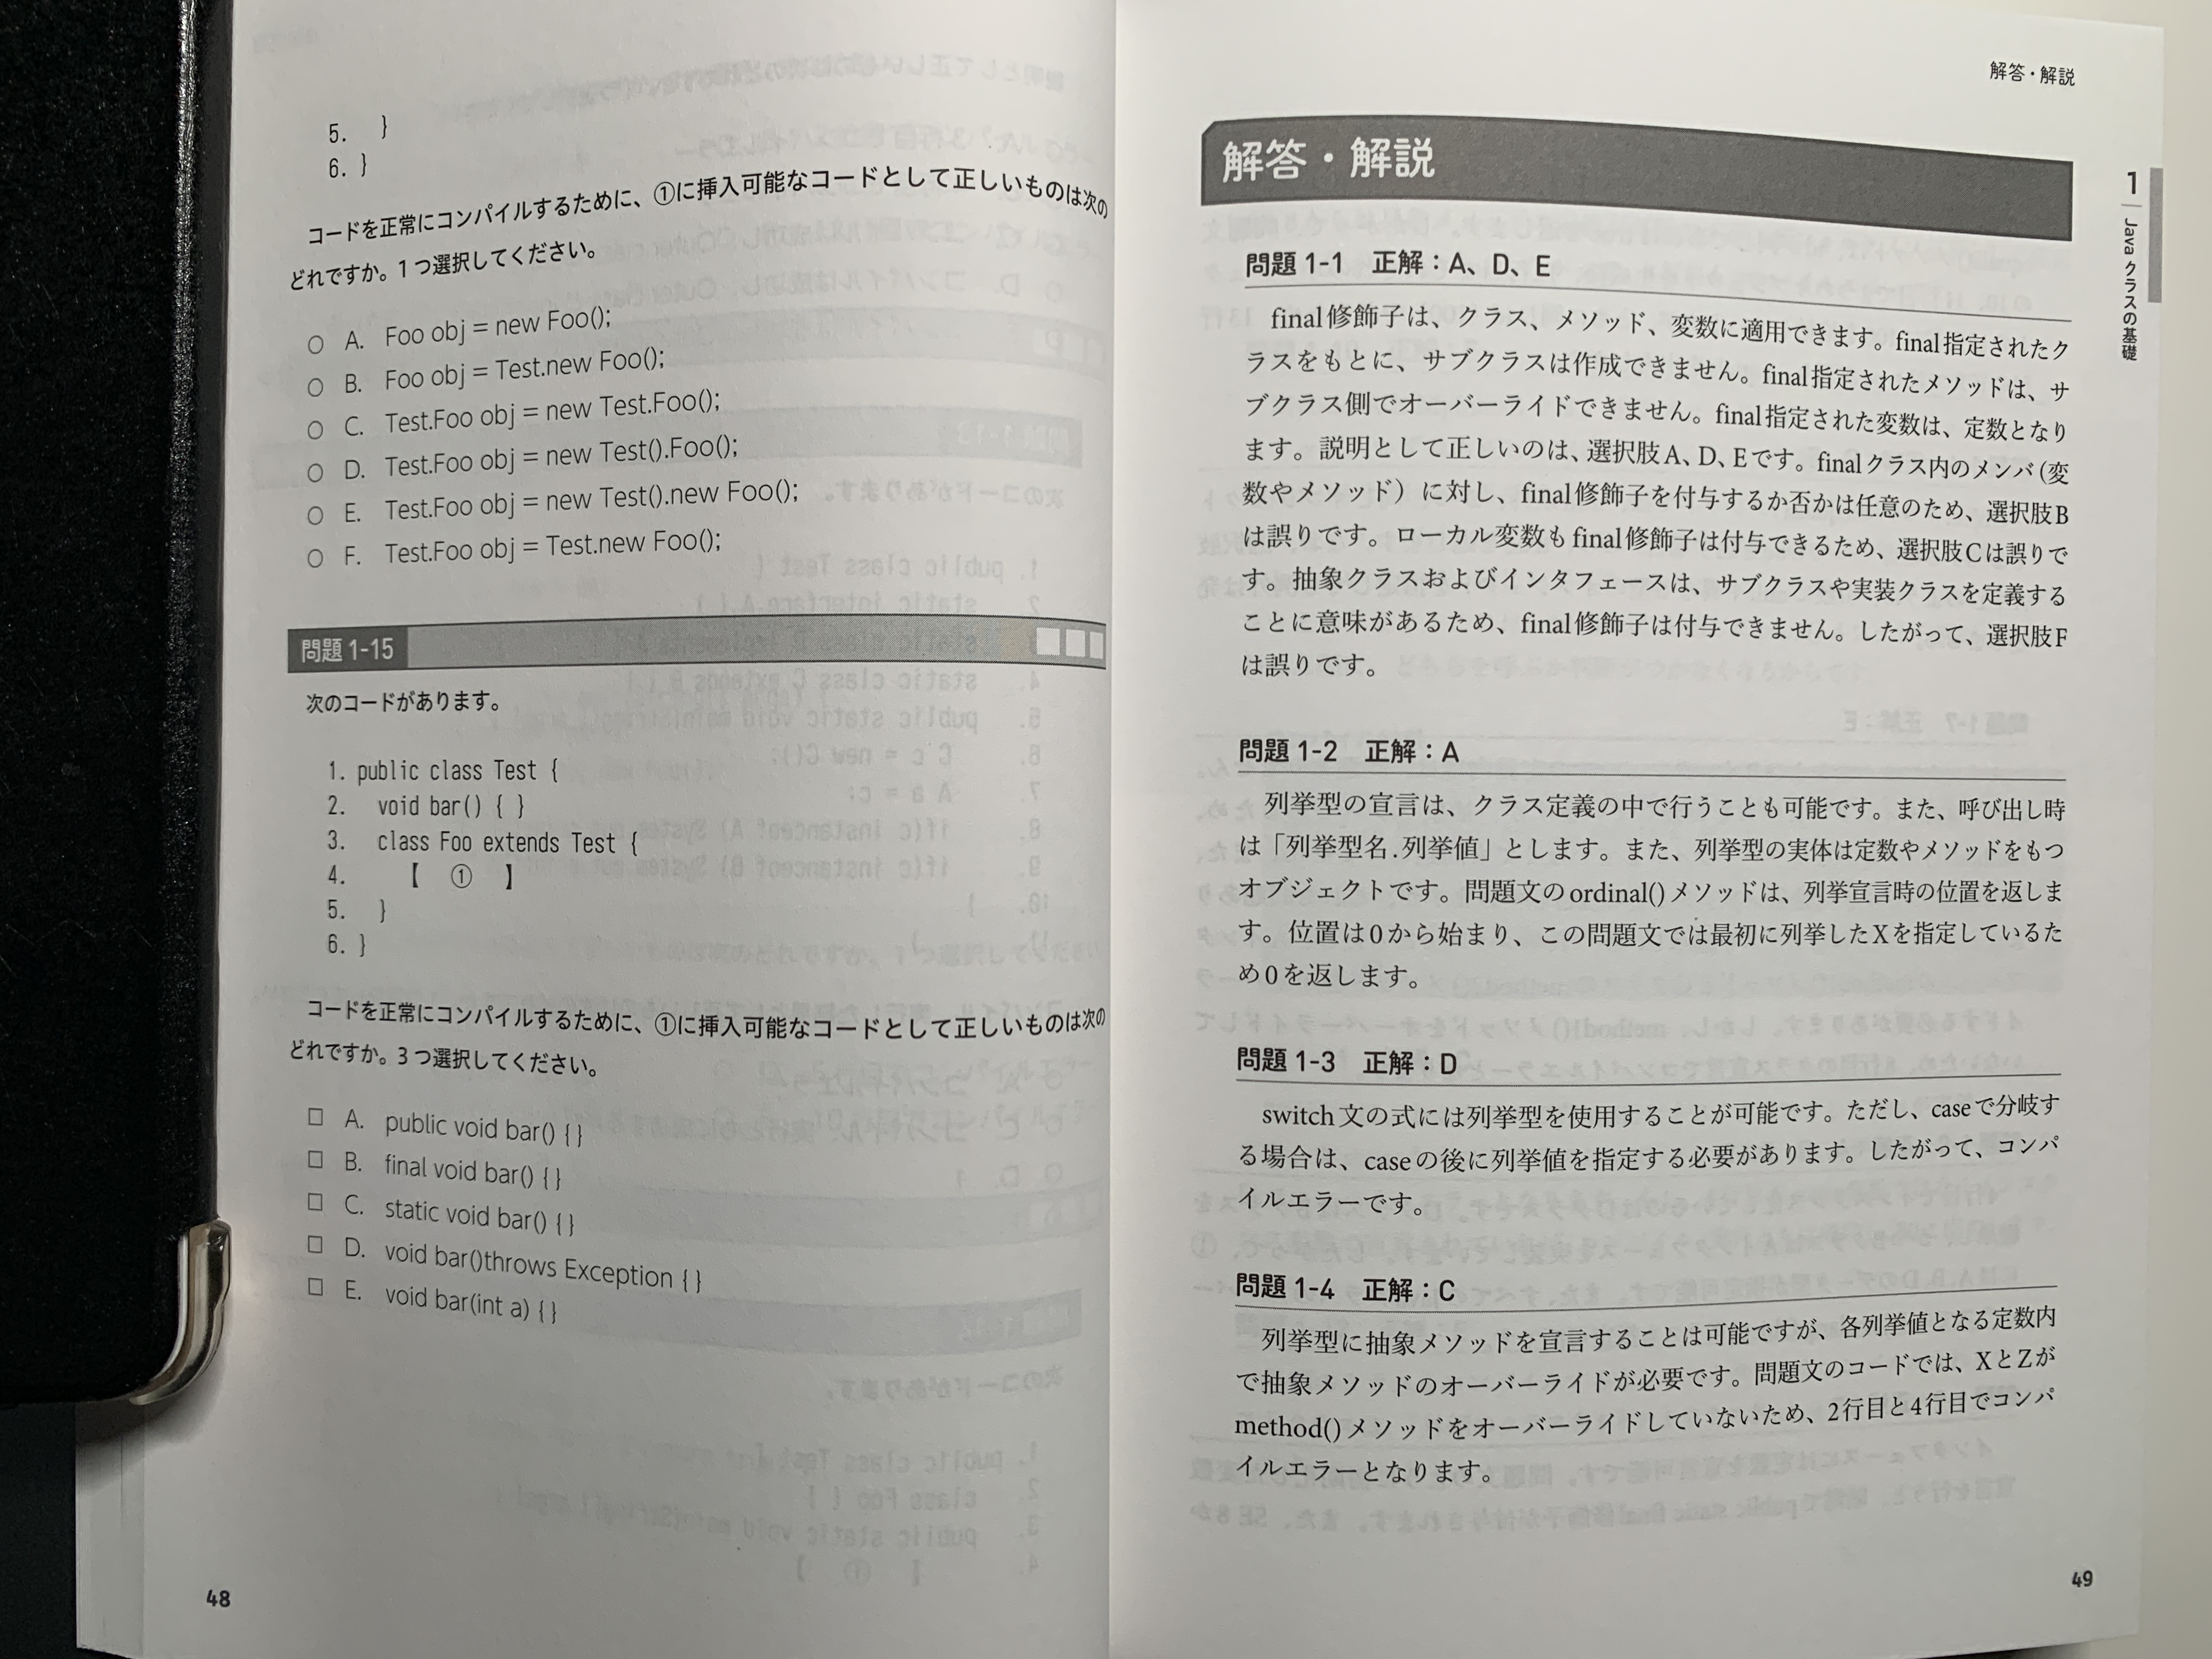 5. }
6. }
コードを正常にコンパイルするために、①に挿入可能なコードとして正しいものは次の
どれですか。1つ選択してください。
○ A. Foo obj = new Foo();
○ B. Foo obj = Test.new Foo();
○ C. Test.Foo obj = new Test.Foo();
○ D. Test.Foo obj = new Test().Foo();
○ E. Test.Foo obj = new Test().new Foo();
○ F. Test.Foo obj = Test.new Foo();
問題 1-15
次のコードがあります。
1. public class Test {
2. void bar() { }
3. class Foo extends Test {
4. 【 ① 】
5. }
6. }
コードを正常にコンパイルするために、①に挿入可能なコードとして正しいものは次の
どれですか。3つ選択してください。
□ A. public void bar() { }
□ B. final void bar() { }
□ C. static void bar() { }
□ D. void bar()throws Exception { }
□ E. void bar(int a) { }
48
解答・解説
1 Java クラスの基礎
解答・解説
問題 1-1 正解：A、D、E
final修飾子は、クラス、メソッド、変数に適用できます。final指定されたク
ラスをもとに、サブクラスは作成できません。final指定されたメソッドは、サ
ブクラス側でオーバーライドできません。final指定された変数は、定数となり
ます。説明として正しいのは、選択肢A、D、Eです。finalクラス内のメンバ（変
数やメソッド）に対し、final修飾子を付与するか否かは任意のため、選択肢B
は誤りです。ローカル変数もfinal修飾子は付与できるため、選択肢Cは誤りで
す。抽象クラスおよびインタフェースは、サブクラスや実装クラスを定義する
ことに意味があるため、final修飾子は付与できません。したがって、選択肢F
は誤りです。
問題 1-2 正解：A
列挙型の宣言は、クラス定義の中で行うことも可能です。また、呼び出し時
は「列挙型名.列挙値」とします。また、列挙型の実体は定数やメソッドをもつ
オブジェクトです。問題文のordinal()メソッドは、列挙宣言時の位置を返しま
す。位置は0から始まり、この問題文では最初に列挙したXを指定しているた
め0を返します。
問題 1-3 正解：D
switch文の式には列挙型を使用することが可能です。ただし、caseで分岐す
る場合は、caseの後に列挙値を指定する必要があります。したがって、コンパ
イルエラーです。
問題 1-4 正解：C
列挙型に抽象メソッドを宣言することは可能ですが、各列挙値となる定数内
で抽象メソッドのオーバーライドが必要です。問題文のコードでは、XとZが
method()メソッドをオーバーライドしていないため、2行目と4行目でコンパ
イルエラーとなります。
49